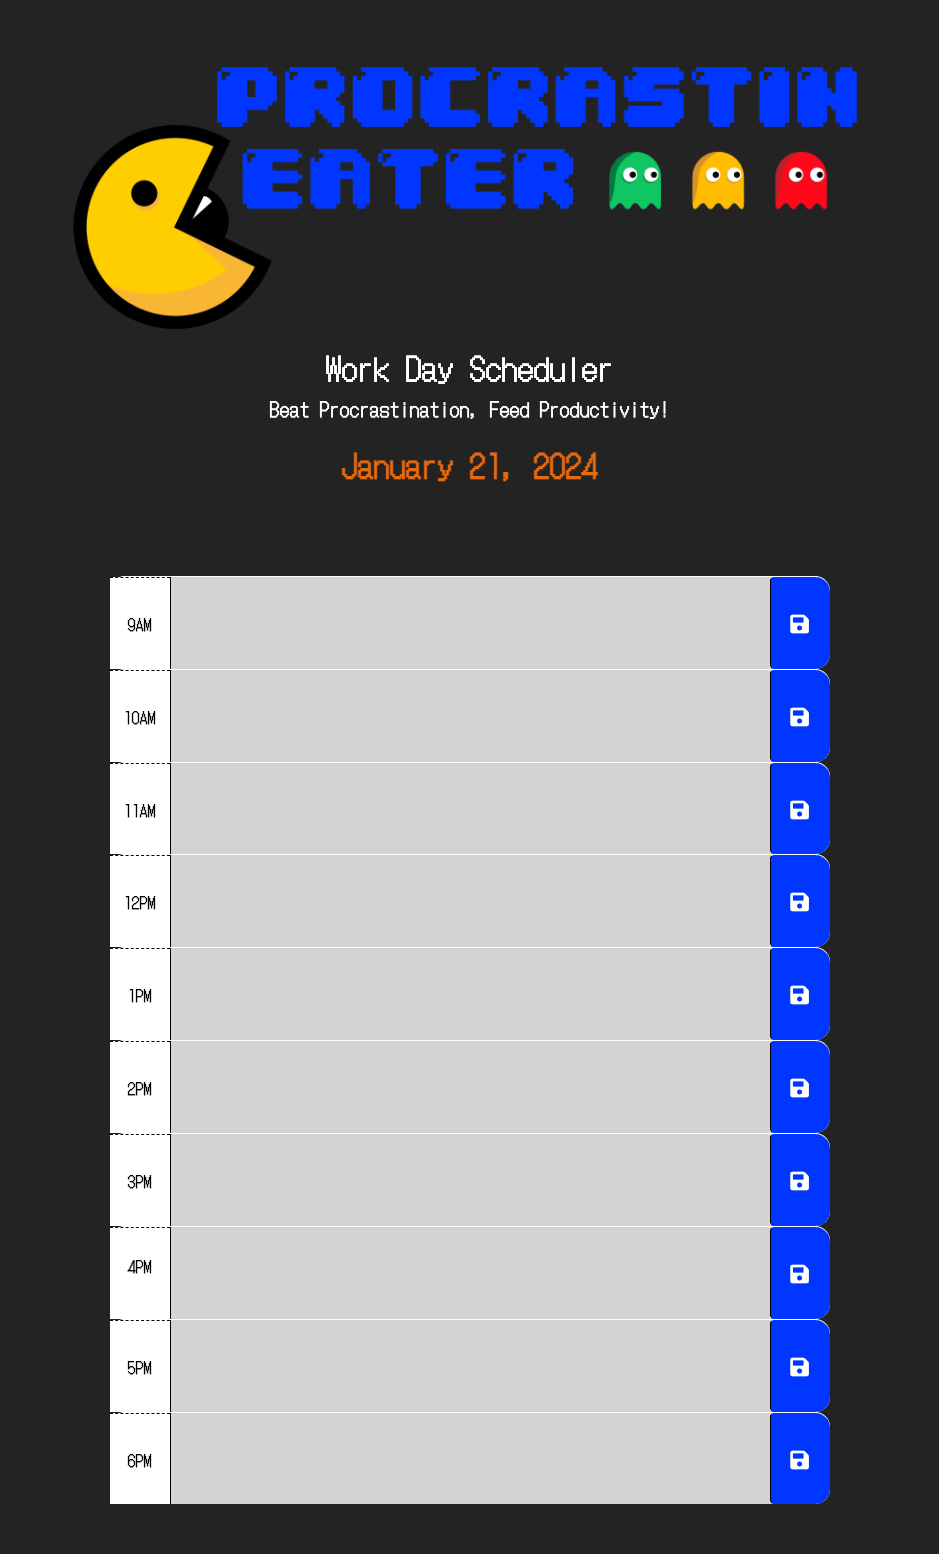 PROCRASTIN
EATER
Work Day Scheduler
Beat Procrastination, Feed Productivity!
January 21, 2024
9AM
10AM
11AM
12PM
1PM
2PM
3PM
4PM
5PM
6PM